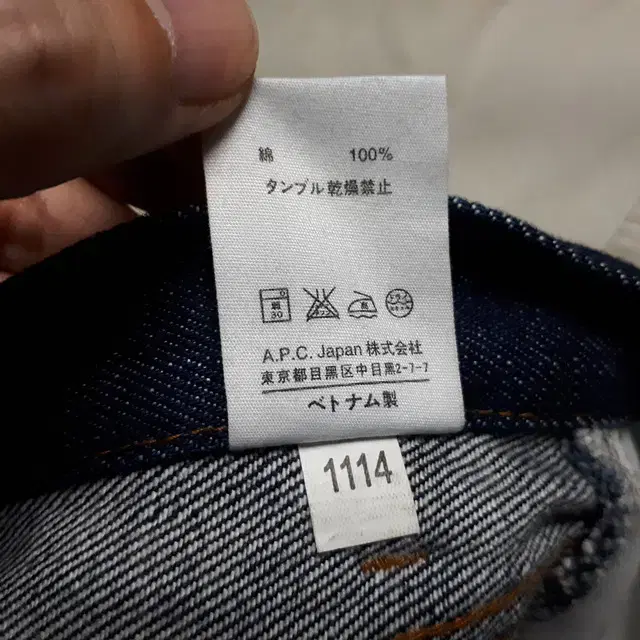 綿 100%
タンブル乾燥禁止
A.P.C. Japan 株式会社
東京都目黒区中目黒2-7-7
ベトナム製
1114